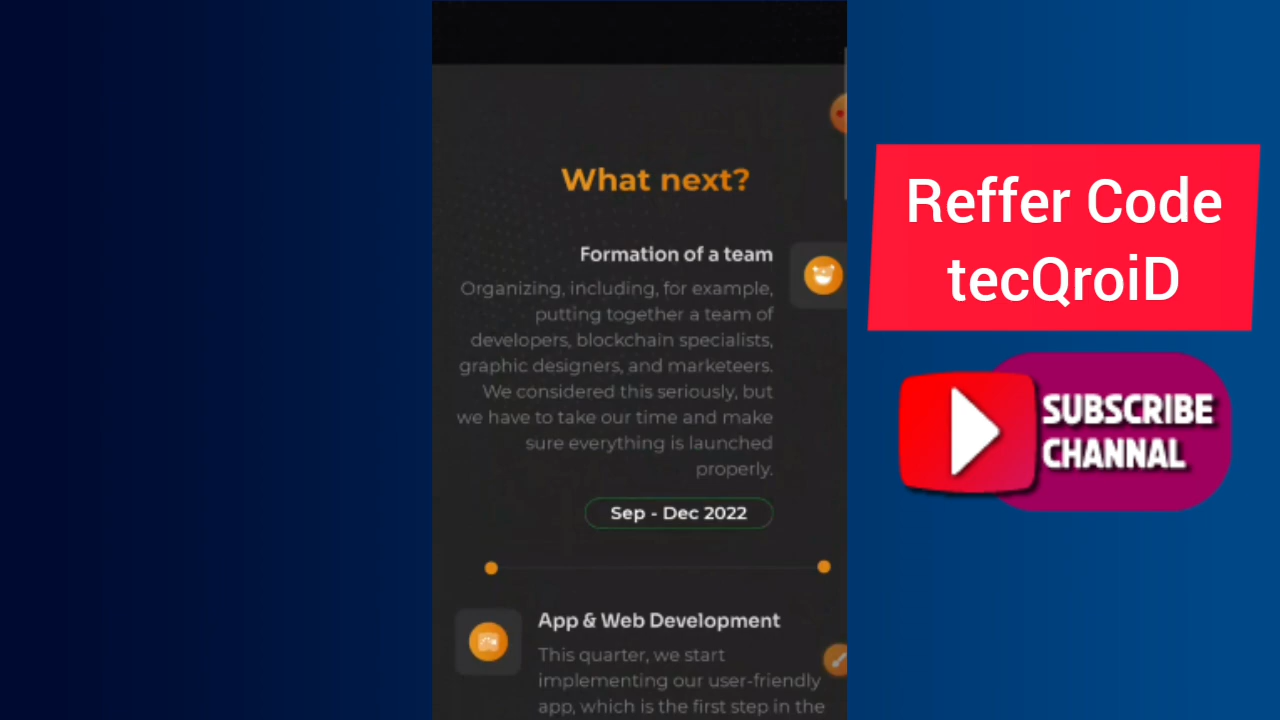 What next?
Formation of a team
Organizing, including, for example,
putting together a team of
developers, blockchain specialists,
graphic designers, and marketeers.
We considered this seriously, but
we have to take our time and make
sure everything is launched
properly.
Sep - Dec 2022
App & Web Development
This quarter, we start
implementing our user-friendly
app, which is the first step in the
Reffer Code
tecQroiD
SUBSCRIBE
CHANNAL